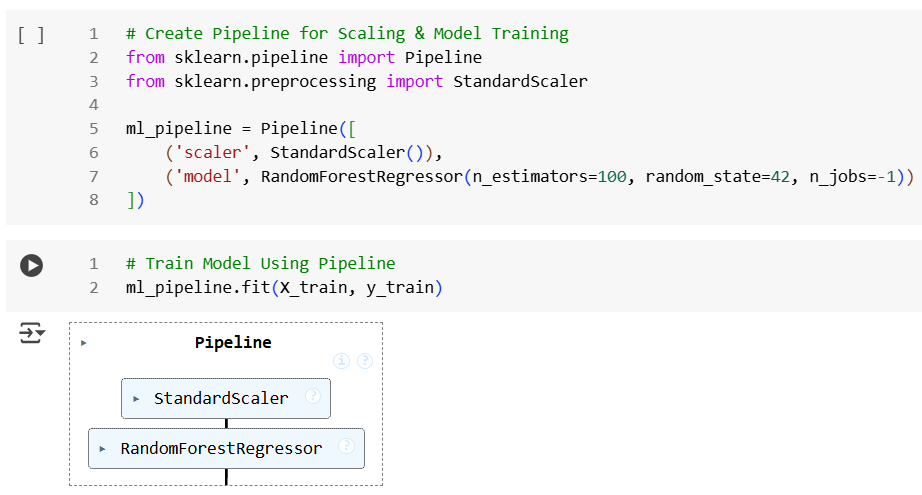 [ ]
1 # Create Pipeline for Scaling & Model Training
2 from sklearn.pipeline import Pipeline
3 from sklearn.preprocessing import StandardScaler
4
5 ml_pipeline = Pipeline([
6     ('scaler', StandardScaler()),
7     ('model', RandomForestRegressor(n_estimators=100, random_state=42, n_jobs=-1))
8 ])
1 # Train Model Using Pipeline
2 ml_pipeline.fit(X_train, y_train)
Pipeline
i ?
StandardScaler ?
RandomForestRegressor ?